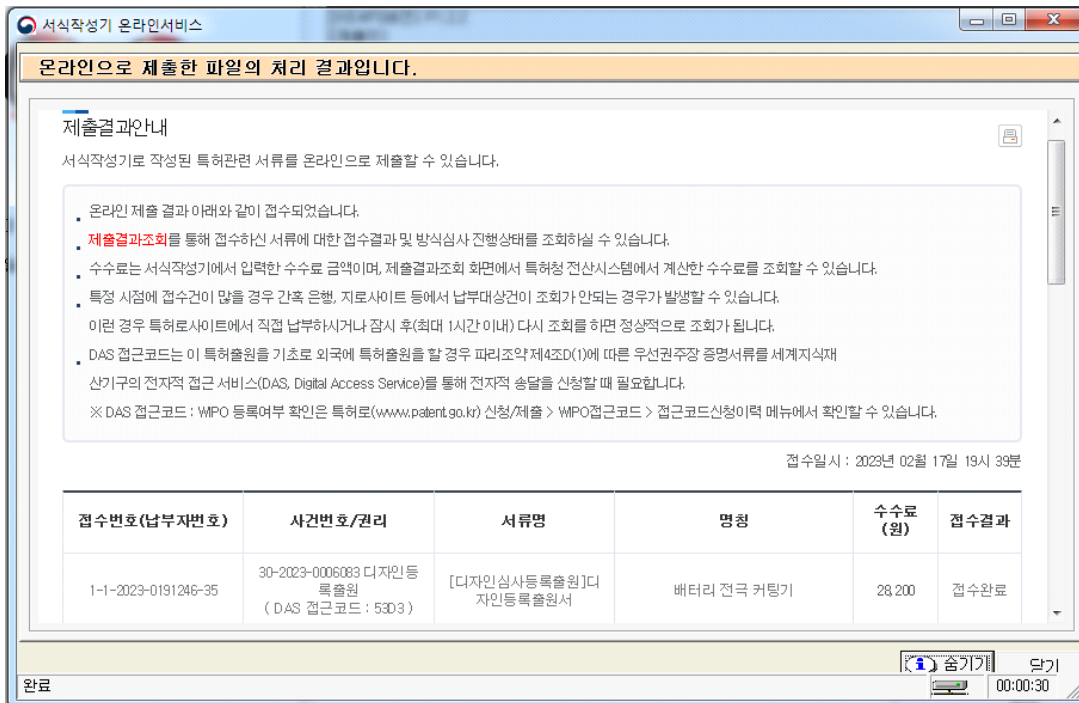 서식작성기 온라인서비스
온라인으로 제출한 파일의 처리 결과입니다.
제출결과안내
서식작성기로 작성된 특허관련 서류를 온라인으로 제출할 수 있습니다.
온라인 제출 결과 아래와 같이 접수되었습니다.
제출결과조회를 통해 접수하신 서류에 대한 접수결과 및 방식심사 진행상태를 조회하실 수 있습니다.
수수료는 서식작성기에서 입력한 수수료 금액이며, 제출결과조회 화면에서 특허청 전산시스템에서 계산한 수수료를 조회할 수 있습니다.
특정 시점에 접수건이 많을 경우 간혹 은행, 지로사이트 등에서 납부대상건이 조회가 안되는 경우가 발생할 수 있습니다.
이런 경우 특허로사이트에서 직접 납부하시거나 잠시 후(최대 1시간 이내) 다시 조회를 하면 정상적으로 조회가 됩니다.
DAS 접근코드는 이 특허출원을 기초로 외국에 특허출원을 할 경우 파리조약 제4조D(1)에 따른 우선권주장 증명서류를 세계지식재
산기구의 전자적 접근 서비스(DAS, Digital Access Service)를 통해 전자적 송달을 신청할 때 필요합니다.
※ DAS 접근코드 : WIPO 등록여부 확인은 특허로(www.patent.go.kr) 신청/제출 > WIPO접근코드 > 접근코드신청이력 메뉴에서 확인할 수 있습니다.
접수일시 : 2023년 02월 17일 19시 39분
접수번호(납부자번호) 사건번호/권리 서류명 명칭 수수료 (원) 접수결과
1-1-2023-0191246-35 30-2023-0006083 디자인등
록출원
( DAS 접근코드 : 53D3 ) [디자인심사등록출원]디
자인등록출원서 배터리 전극 커팅기 28,200 접수완료
숨기기 닫기
완료 00:00:30